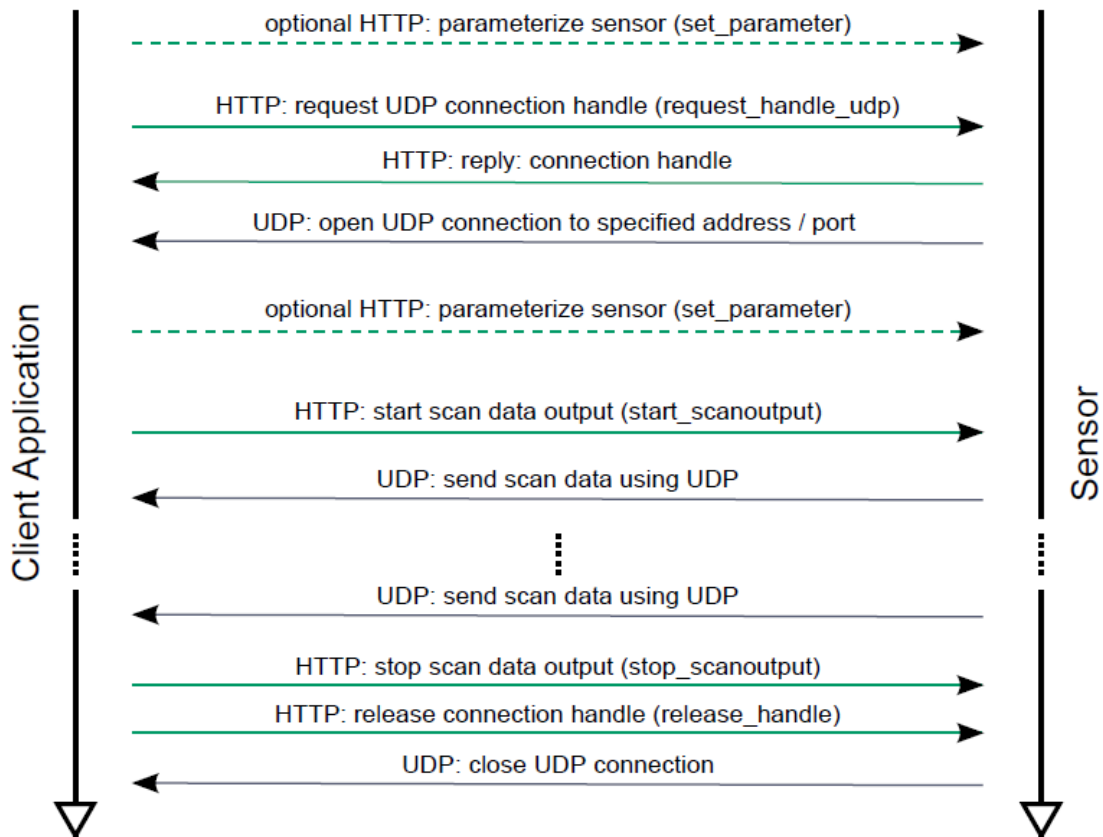 optional HTTP: parameterize sensor (set_parameter)
HTTP: request UDP connection handle (request_handle_udp)
HTTP: reply: connection handle
UDP: open UDP connection to specified address / port
optional HTTP: parameterize sensor (set_parameter)
HTTP: start scan data output (start_scanoutput)
UDP: send scan data using UDP
UDP: send scan data using UDP
HTTP: stop scan data output (stop_scanoutput)
HTTP: release connection handle (release_handle)
UDP: close UDP connection
Client Application
Sensor